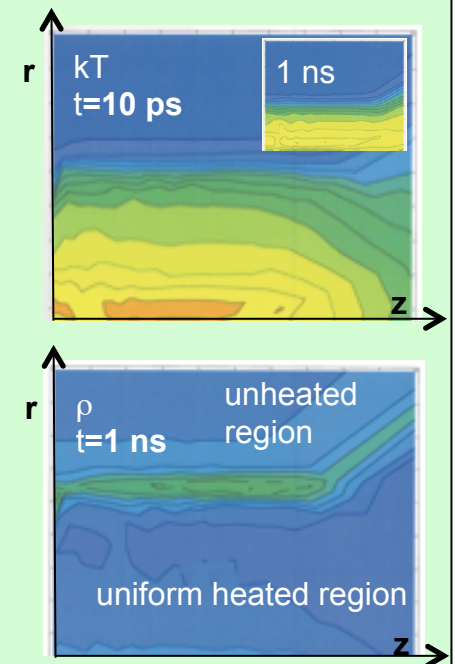 r
kT
t=10 ps
1 ns
z
r
ρ
t=1 ns
unheated
region
uniform heated region
z